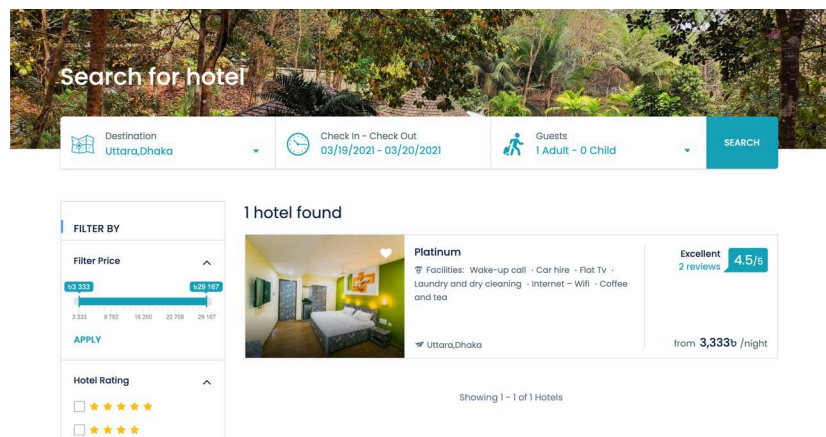 Search for hotel
Destination
Uttara,Dhaka
Check In - Check Out
03/19/2021 - 03/20/2021
Guests
1 Adult - 0 Child
SEARCH
FILTER BY
Filter Price
৳3 333
৳29 167
3 333 9 792 16 250 22 708 29 167
APPLY
Hotel Rating
1 hotel found
Platinum
Facilities: Wake-up call · Car hire · Flat Tv ·
Laundry and dry cleaning · Internet – Wifi · Coffee
and tea
Uttara,Dhaka
Excellent
2 reviews
4.5/5
from 3,333৳ /night
Showing 1 - 1 of 1 Hotels